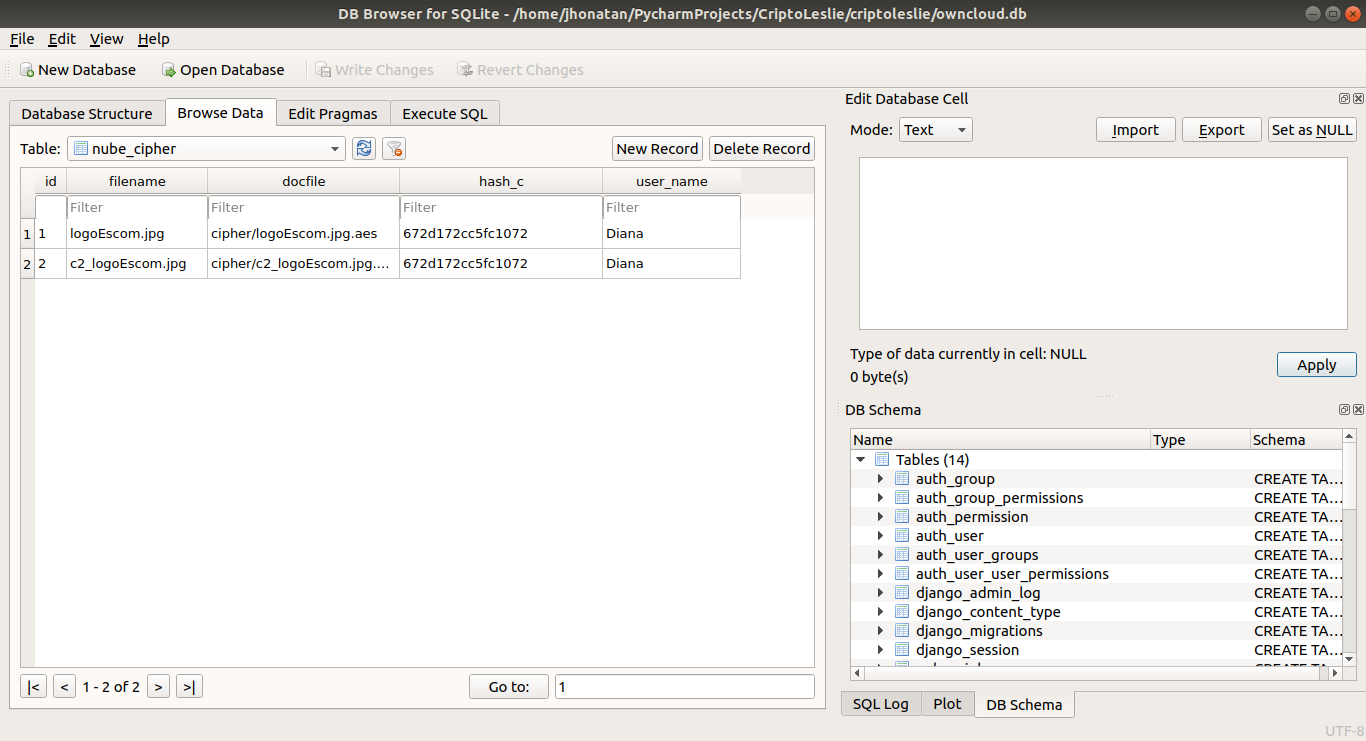 DB Browser for SQLite - /home/jhonatan/PycharmProjects/CriptoLeslie/criptoleslie/owncloud.db
File Edit View Help
New Database Open Database Write Changes Revert Changes
Database Structure Browse Data Edit Pragmas Execute SQL
Table: nube_cipher New Record Delete Record
id filename docfile hash_c user_name
Filter Filter Filter Filter
1 1 logoEscom.jpg cipher/logoEscom.jpg.aes 672d172cc5fc1072 Diana
2 2 c2_logoEscom.jpg cipher/c2_logoEscom.jpg.... 672d172cc5fc1072 Diana
|< < 1 - 2 of 2 > >| Go to: 1
Edit Database Cell
Mode: Text Import Export Set as NULL
Type of data currently in cell: NULL
0 byte(s)
Apply
DB Schema
Name Type Schema
Tables (14)
auth_group CREATE TA...
auth_group_permissions CREATE TA...
auth_permission CREATE TA...
auth_user CREATE TA...
auth_user_groups CREATE TA...
auth_user_user_permissions CREATE TA...
django_admin_log CREATE TA...
django_content_type CREATE TA...
django_migrations CREATE TA...
django_session CREATE TA...
SQL Log Plot DB Schema
UTF-8